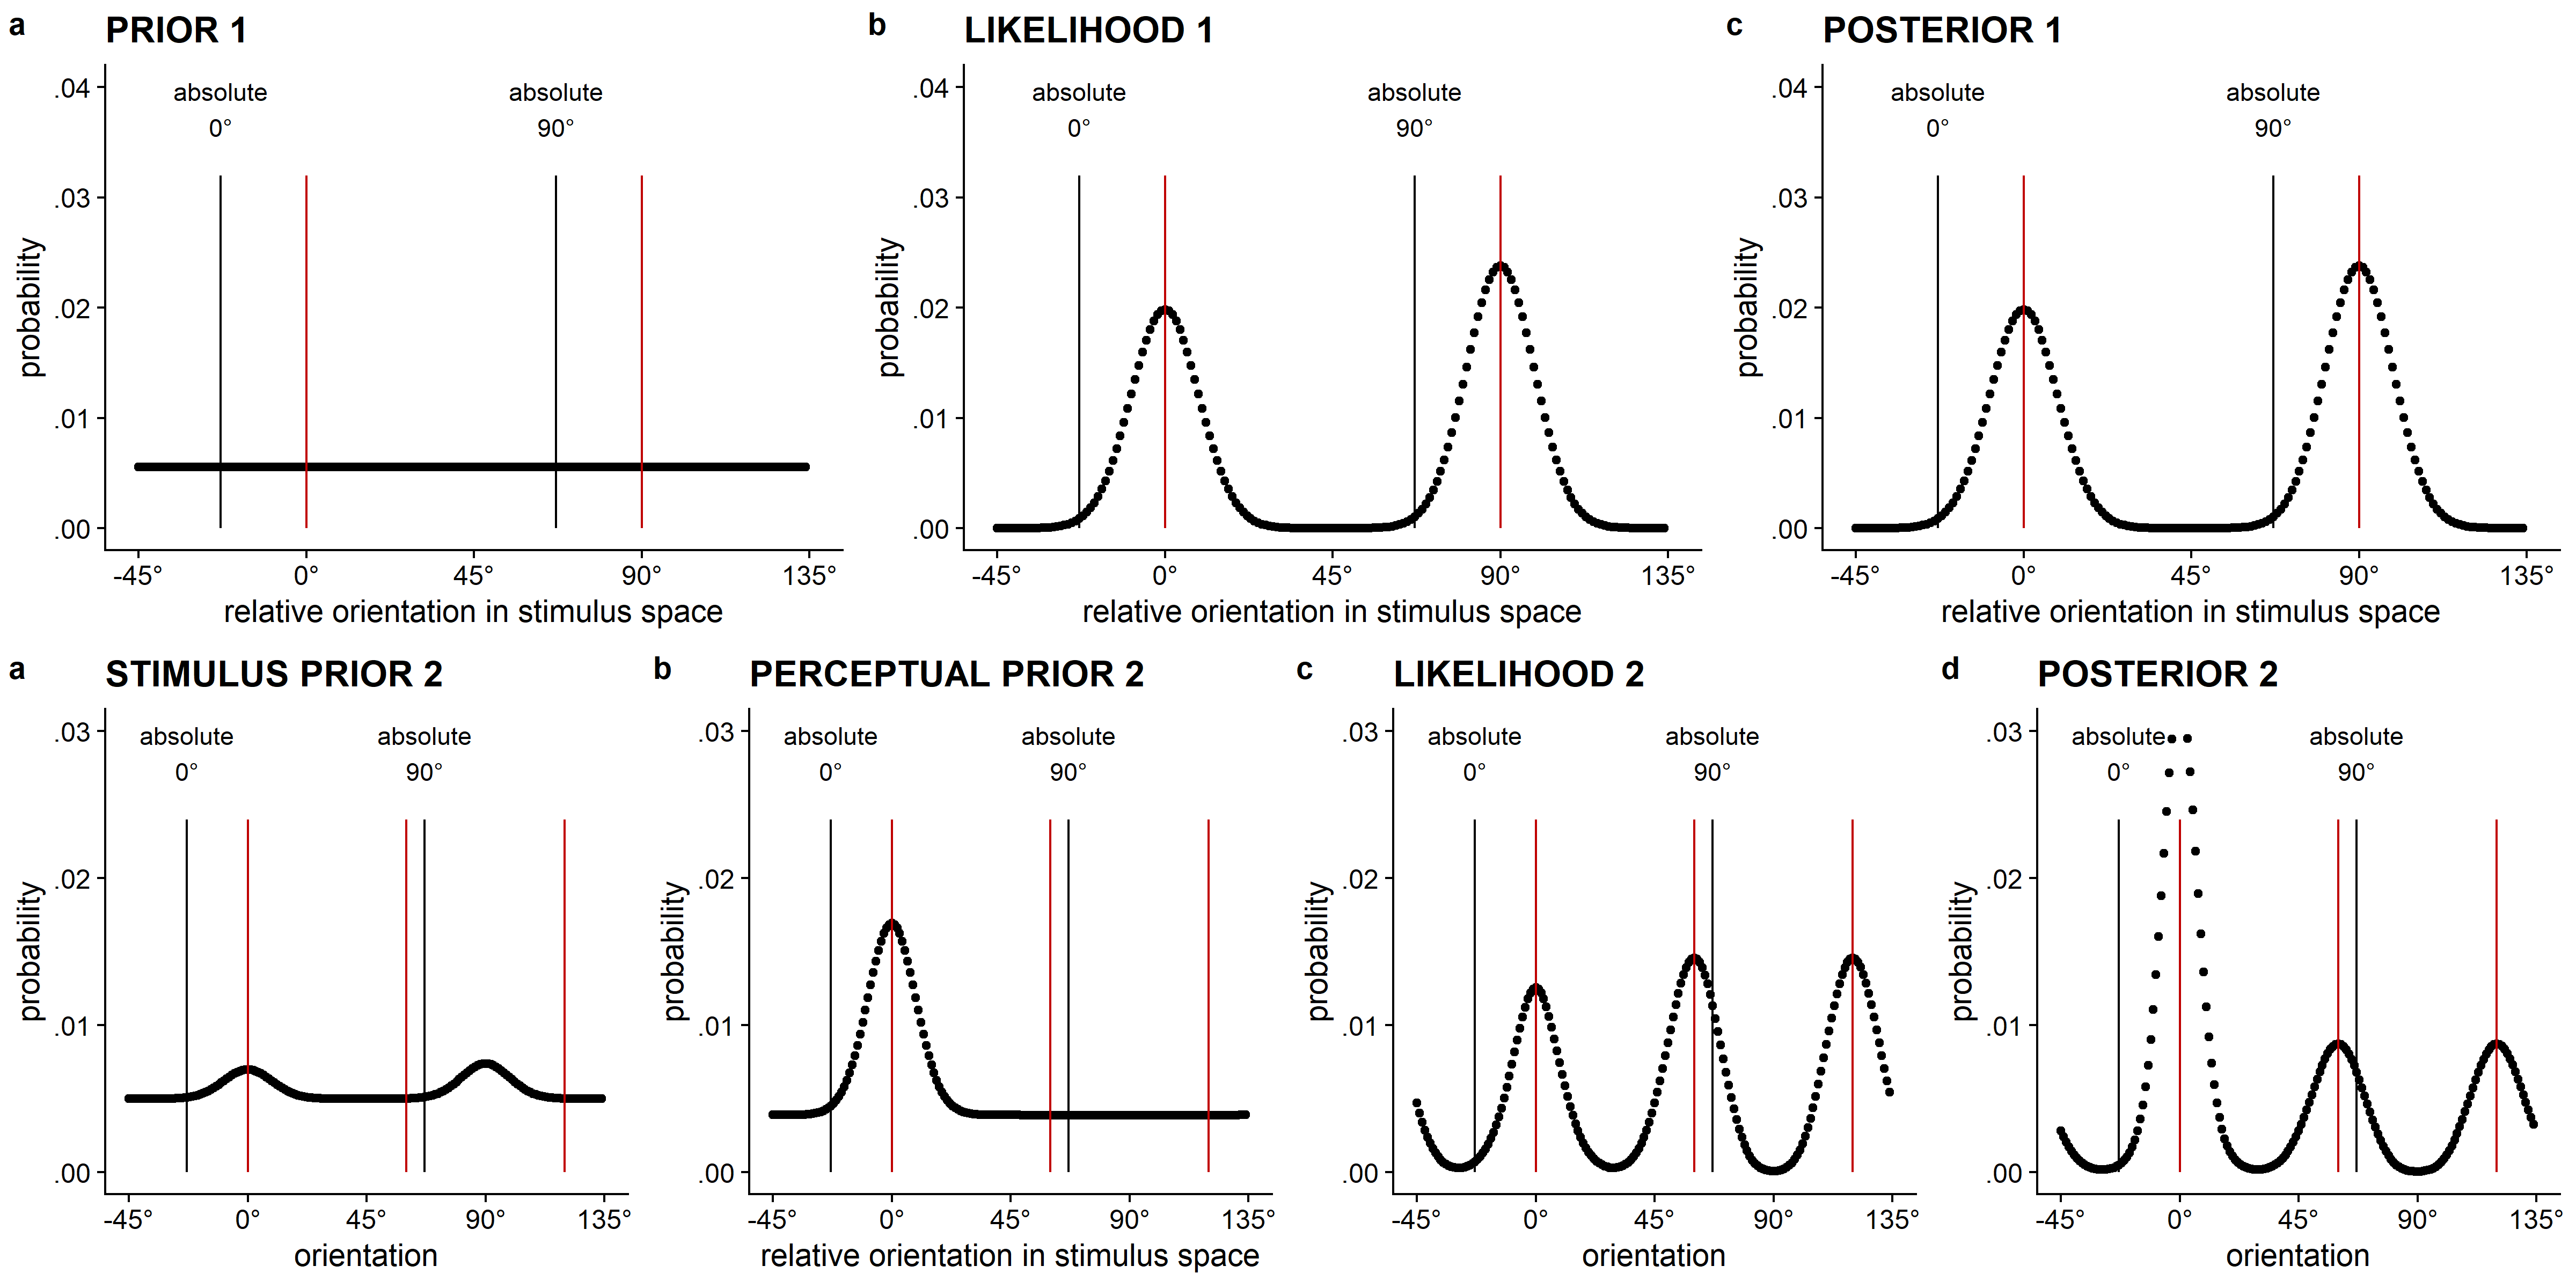 a PRIOR 1
.04
.03
.02
.01
.00
absolute
0°
absolute
90°
probability
-45° 0° 45° 90° 135°
relative orientation in stimulus space
b LIKELIHOOD 1
.04
.03
.02
.01
.00
absolute
0°
absolute
90°
probability
-45° 0° 45° 90° 135°
relative orientation in stimulus space
c POSTERIOR 1
.04
.03
.02
.01
.00
absolute
0°
absolute
90°
probability
-45° 0° 45° 90° 135°
relative orientation in stimulus space
a STIMULUS PRIOR 2
.03
.02
.01
.00
absolute
0°
absolute
90°
probability
-45° 0° 45° 90° 135°
orientation
b PERCEPTUAL PRIOR 2
.03
.02
.01
.00
absolute
0°
absolute
90°
probability
-45° 0° 45° 90° 135°
relative orientation in stimulus space
c LIKELIHOOD 2
.03
.02
.01
.00
absolute
0°
absolute
90°
probability
-45° 0° 45° 90° 135°
orientation
d POSTERIOR 2
.03
.02
.01
.00
absolute
0°
absolute
90°
probability
-45° 0° 45° 90° 135°
orientation